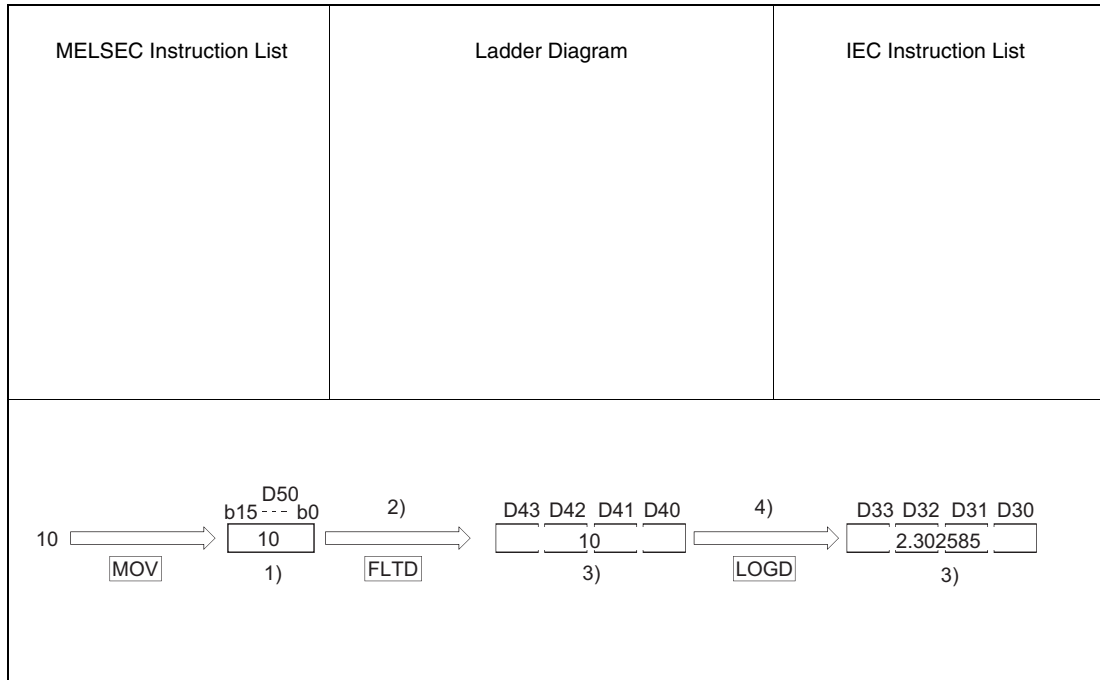 MELSEC Instruction List Ladder Diagram IEC Instruction List
D50
b15 --- b0 2) D43 D42 D41 D40 4) D33 D32 D31 D30
10 10 10 2.302585
MOV 1) FLTD 3) LOGD 3)